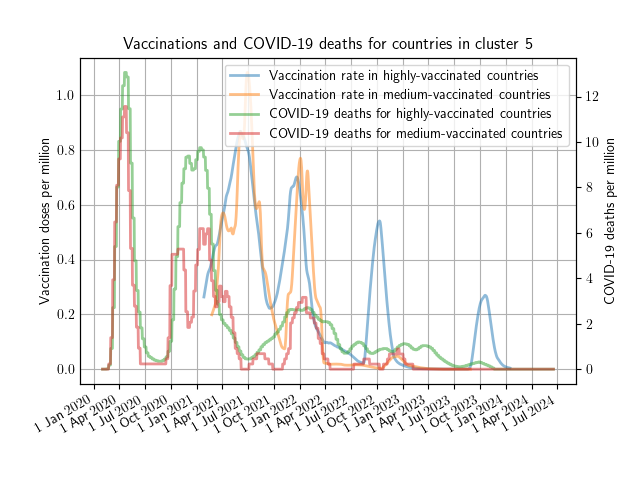 Vaccinations and COVID-19 deaths for countries in cluster 5
Vaccination rate in highly-vaccinated countries
Vaccination rate in medium-vaccinated countries
COVID-19 deaths for highly-vaccinated countries
COVID-19 deaths for medium-vaccinated countries
Vaccination doses per million
1.0
0.8
0.6
0.4
0.2
0.0
12
10
8
6
4
2
0
COVID-19 deaths per million
1 Jan 2020
1 Apr 2020
1 Jul 2020
1 Oct 2020
1 Jan 2021
1 Apr 2021
1 Jul 2021
1 Oct 2021
1 Jan 2022
1 Apr 2022
1 Jul 2022
1 Oct 2022
1 Jan 2023
1 Apr 2023
1 Jul 2023
1 Oct 2023
1 Jan 2024
1 Apr 2024
1 Jul 2024